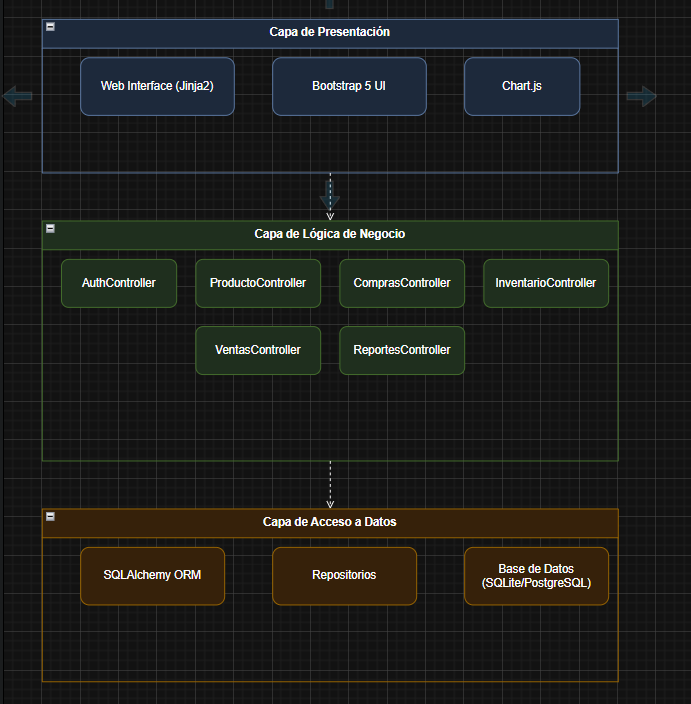 Capa de Presentación
Web Interface (Jinja2)
Bootstrap 5 UI
Chart.js
Capa de Lógica de Negocio
AuthController
ProductoController
ComprasController
InventarioController
VentasController
ReportesController
Capa de Acceso a Datos
SQLAlchemy ORM
Repositorios
Base de Datos
(SQLite/PostgreSQL)